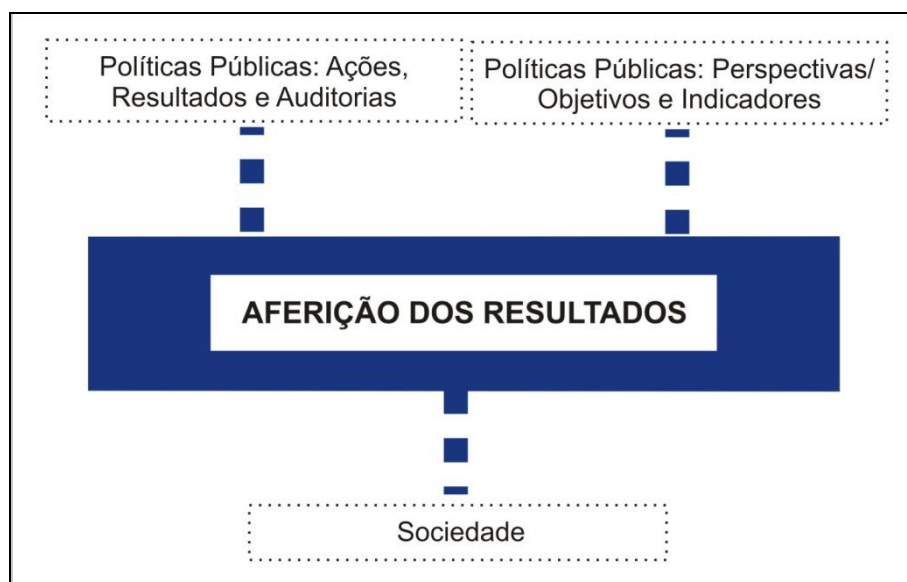 Políticas Públicas: Ações,
Resultados e Auditorias
Políticas Públicas: Perspectivas/
Objetivos e Indicadores
AFERIÇÃO DOS RESULTADOS
Sociedade